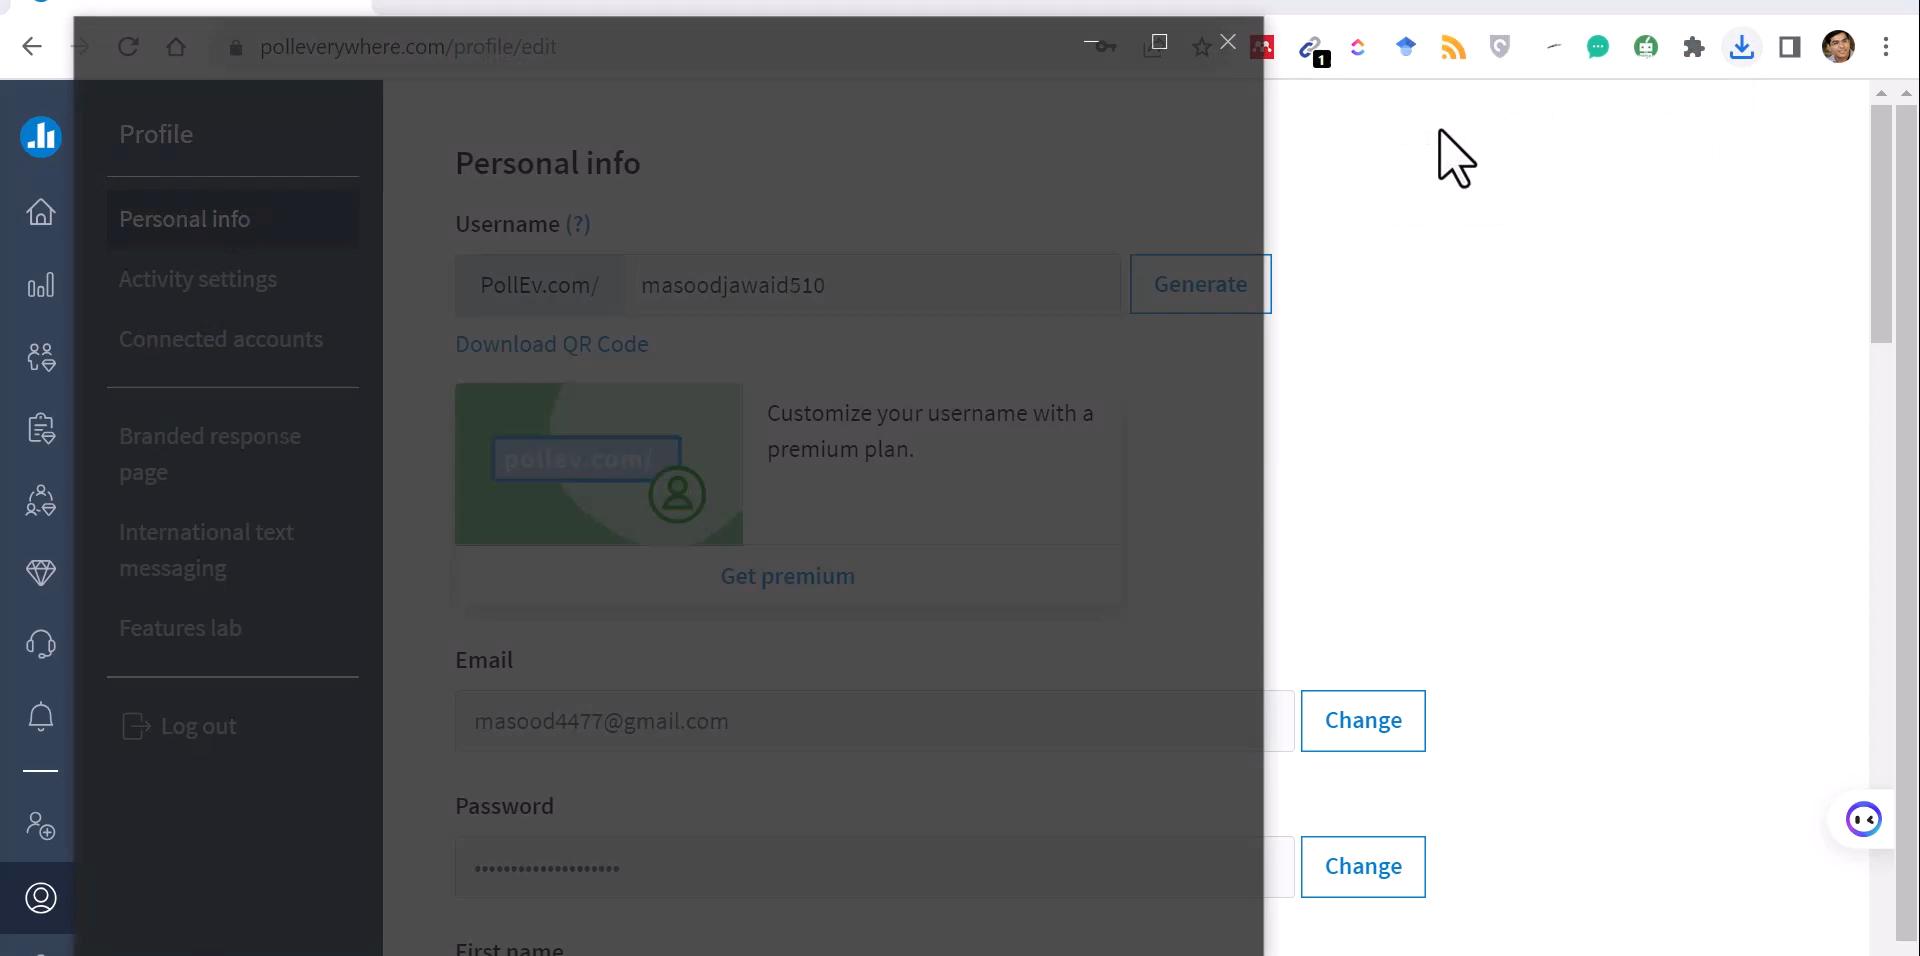 polleverywhere.com/profile/edit
1
Profile
Personal info
Activity settings
Connected accounts
Branded response
page
International text
messaging
Features lab
Log out
Personal info
Username (?)
PollEv.com/ masoodjawaid510 Generate
Download QR Code
pollev.com/
Customize your username with a
premium plan.
Get premium
Email
masood4477@gmail.com Change
Password
Change
First name